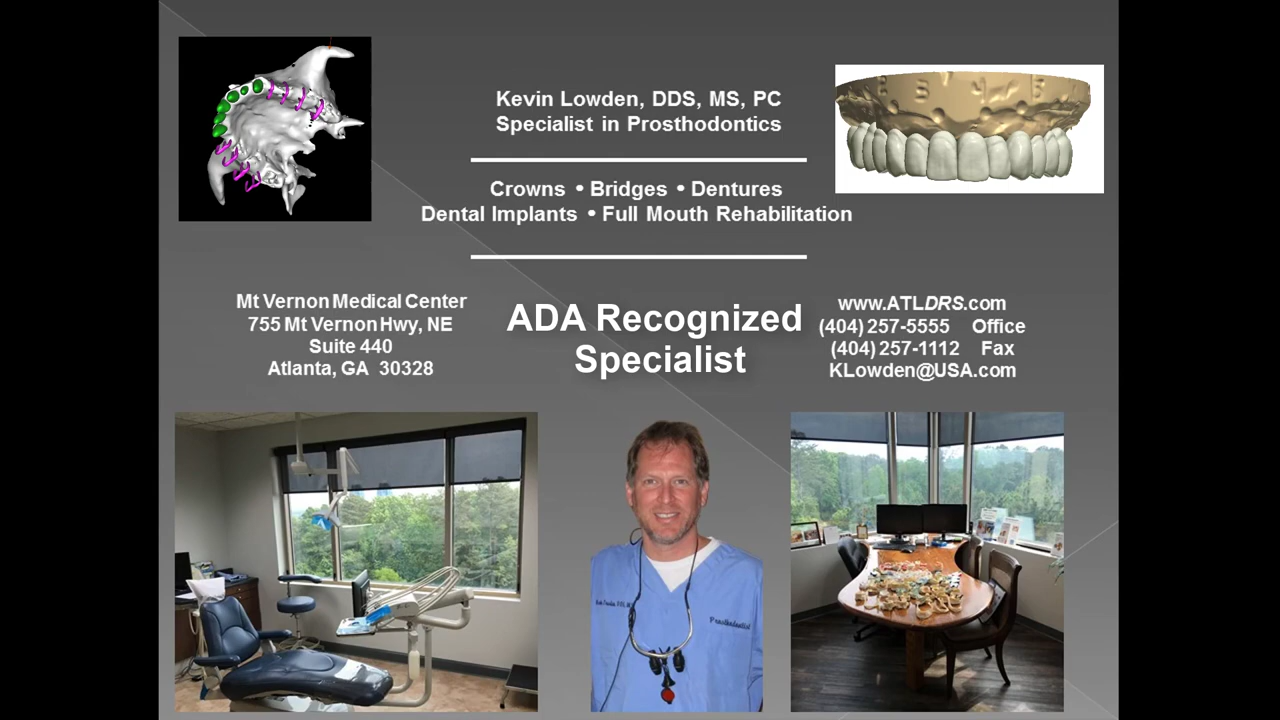 Kevin Lowden, DDS, MS, PC
Specialist in Prosthodontics
Crowns • Bridges • Dentures
Dental Implants • Full Mouth Rehabilitation
Mt Vernon Medical Center
755 Mt Vernon Hwy, NE
Suite 440
Atlanta, GA 30328
ADA Recognized
Specialist
www.ATLDRS.com
(404) 257-5555 Office
(404) 257-1112 Fax
KLowden@USA.com
Prosthodontist